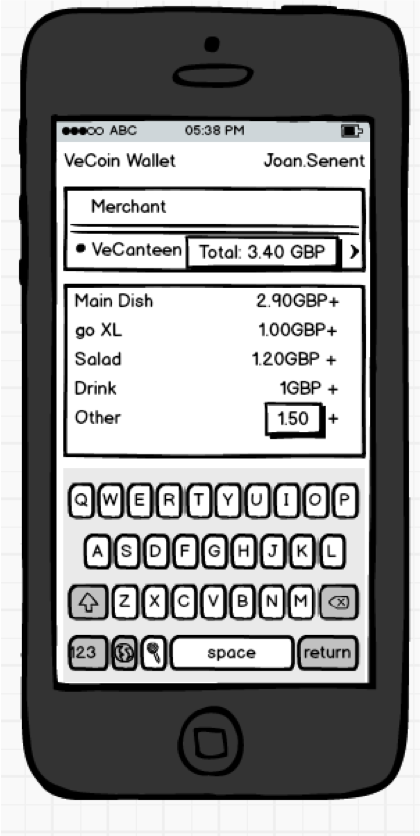 ABC 05:38 PM
VeCoin Wallet Joan.Senent
Merchant
VeCanteen Total: 3.40 GBP >
Main Dish 2.90GBP+
go XL 1.00GBP+
Salad 1.20GBP +
Drink 1GBP +
Other 1.50 +
Q W E R T Y U I O P
A S D F G H J K L
Z X C V B N M
123 space return